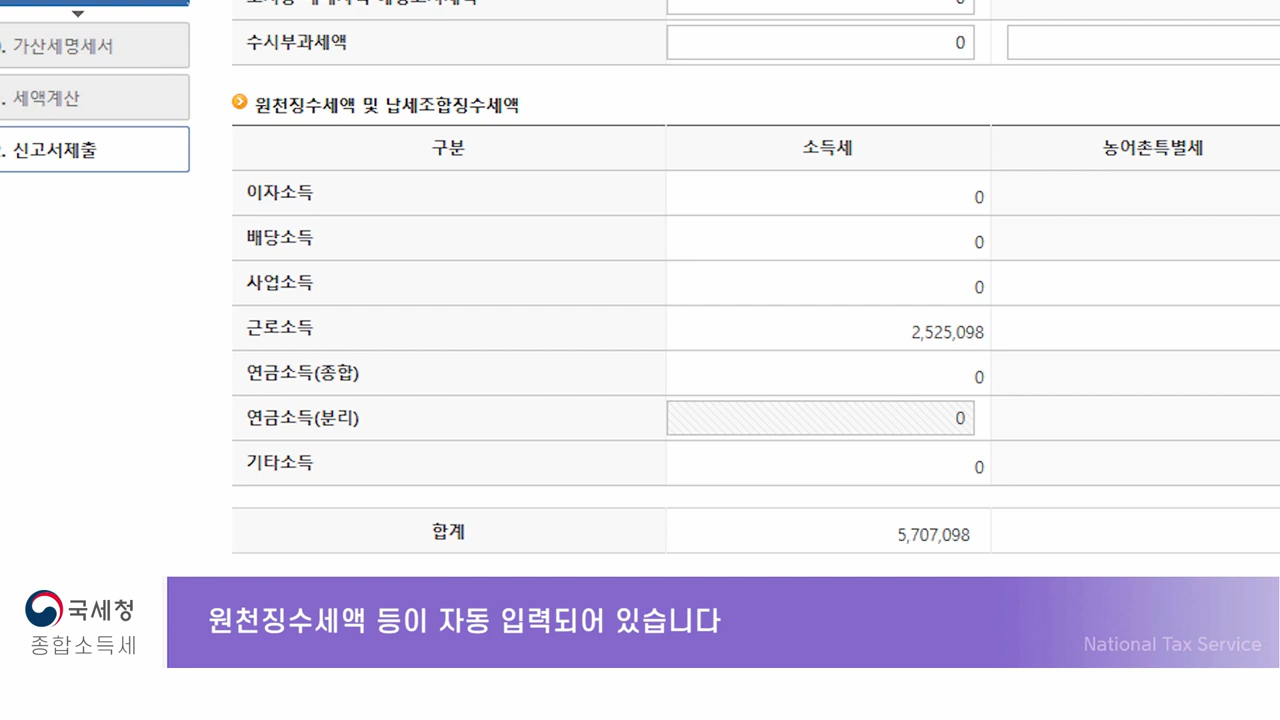 가산세명세서
세액계산
신고서제출
0
수시부과세액 0
원천징수세액 및 납세조합징수세액
구분 소득세 농어촌특별세
이자소득 0
배당소득 0
사업소득 0
근로소득 2,525,098
연금소득(종합) 0
연금소득(분리) 0
기타소득 0
합계 5,707,098
국세청
종합소득세
원천징수세액 등이 자동 입력되어 있습니다
National Tax Service